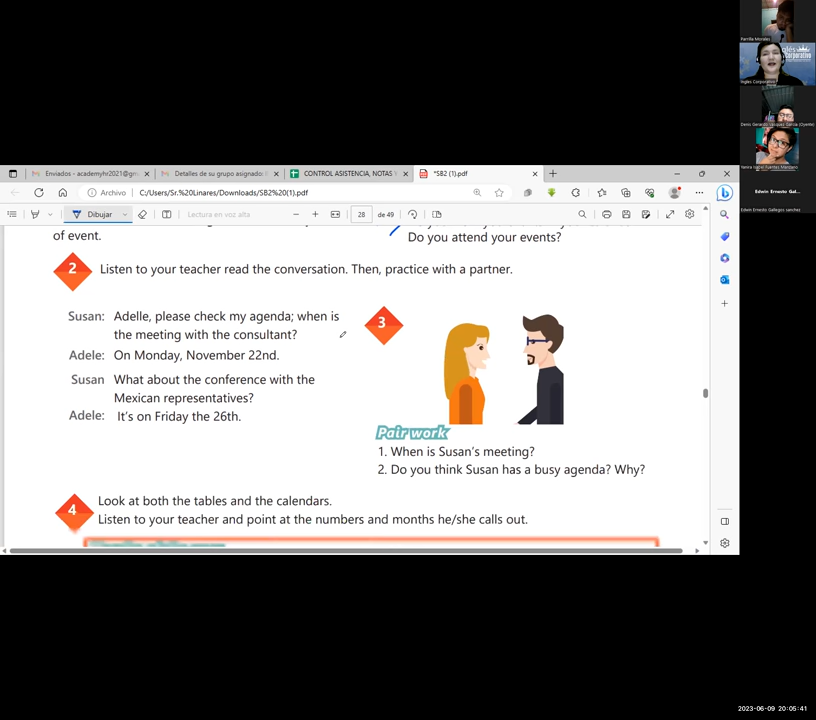 Enviados - academyhr2021@gm
Detalles de su grupo asignado:
CONTROL ASISTENCIA, NOTAS
*SB2 (1).pdf
Archivo
C:/Users/Sr.%20Linares/Downloads/SB2%20(1).pdf
Dibujar
Lectura en voz alta
28
de 49
of event.
Do you attend your events?
2
Listen to your teacher read the conversation. Then, practice with a partner.
Susan: Adelle, please check my agenda; when is
the meeting with the consultant?
Adele: On Monday, November 22nd.
Susan What about the conference with the
Mexican representatives?
Adele: It's on Friday the 26th.
3
Pair work
1. When is Susan's meeting?
2. Do you think Susan has a busy agenda? Why?
4
Look at both the tables and the calendars.
Listen to your teacher and point at the numbers and months he/she calls out.
Parrilla Morales
Inglés Corporativo
Edwin Ernesto Gal...
Edwin Ernesto Gallegos sanchez
2023-06-09 20:05:41